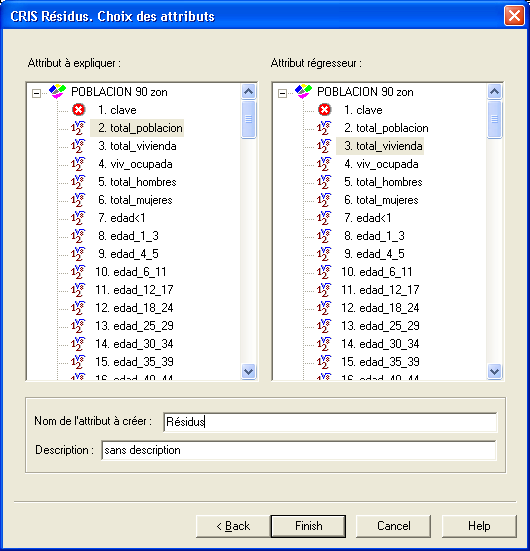 CRIS Résidus. Choix des attributs
Attribut à expliquer :
POBLACION 90 zon
1. clave
2. total_poblacion
3. total_vivienda
4. viv_ocupada
5. total_hombres
6. total_mujeres
7. edad<1
8. edad_1_3
9. edad_4_5
10. edad_6_11
11. edad_12_17
12. edad_18_24
13. edad_25_29
14. edad_30_34
15. edad_35_39
16. edad_40_44
Attribut régresseur :
POBLACION 90 zon
1. clave
2. total_poblacion
3. total_vivienda
4. viv_ocupada
5. total_hombres
6. total_mujeres
7. edad<1
8. edad_1_3
9. edad_4_5
10. edad_6_11
11. edad_12_17
12. edad_18_24
13. edad_25_29
14. edad_30_34
15. edad_35_39
16. edad_40_44
Nom de l'attribut à créer : Résidus
Description : sans description
< Back Finish Cancel Help